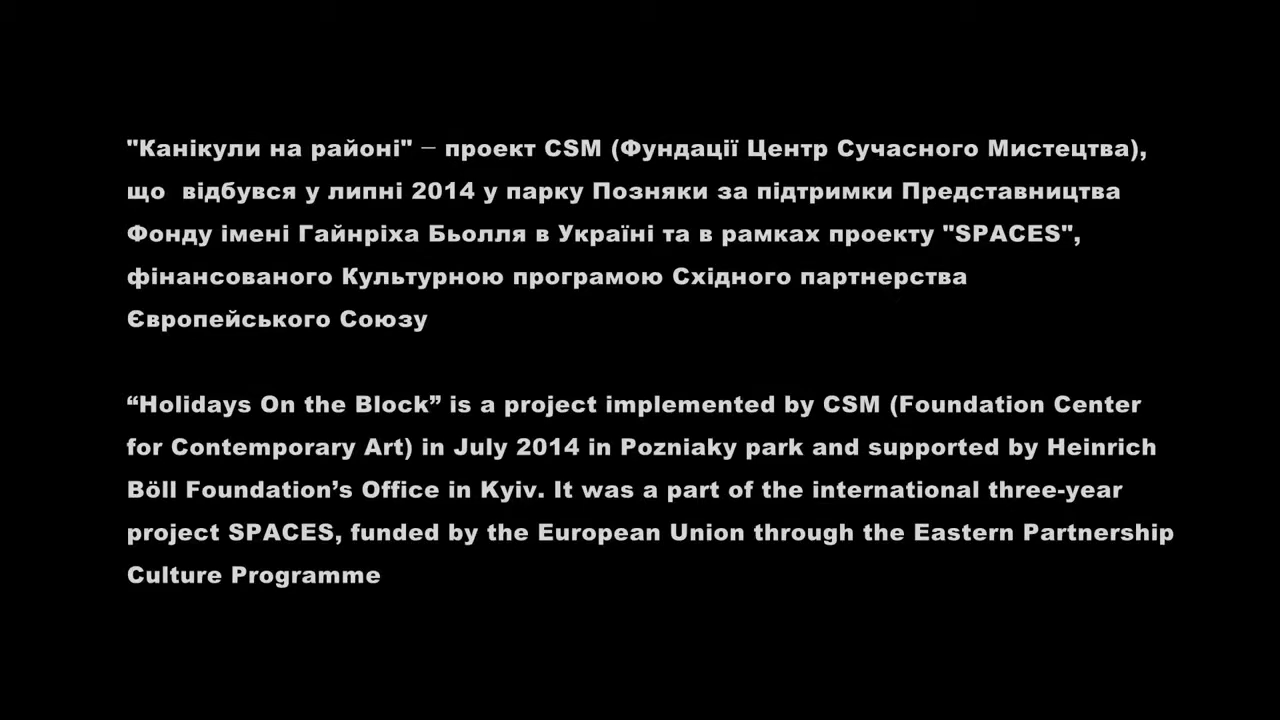 "Канікули на районі" – проект CSM (Фундації Центр Сучасного Мистецтва),
що  відбувся у липні 2014 у парку Позняки за підтримки Представництва
Фонду імені Гайнріха Бьолля в Україні та в рамках проекту "SPACES",
фінансованого Культурною програмою Східного партнерства
Європейського Союзу
“Holidays On the Block” is a project implemented by CSM (Foundation Center
for Contemporary Art) in July 2014 in Pozniaky park and supported by Heinrich
Böll Foundation’s Office in Kyiv. It was a part of the international three-year
project SPACES, funded by the European Union through the Eastern Partnership
Culture Programme